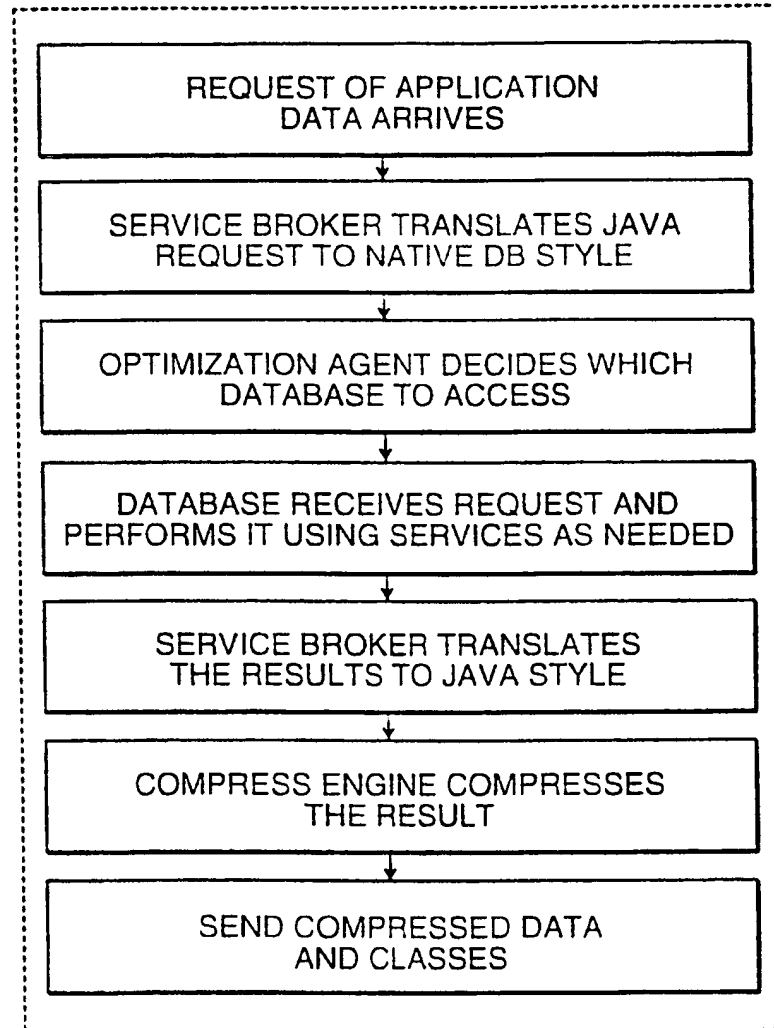 REQUEST OF APPLICATION
DATA ARRIVES
SERVICE BROKER TRANSLATES JAVA
REQUEST TO NATIVE DB STYLE
OPTIMIZATION AGENT DECIDES WHICH
DATABASE TO ACCESS
DATABASE RECEIVES REQUEST AND
PERFORMS IT USING SERVICES AS NEEDED
SERVICE BROKER TRANSLATES
THE RESULTS TO JAVA STYLE
COMPRESS ENGINE COMPRESSES
THE RESULT
SEND COMPRESSED DATA
AND CLASSES